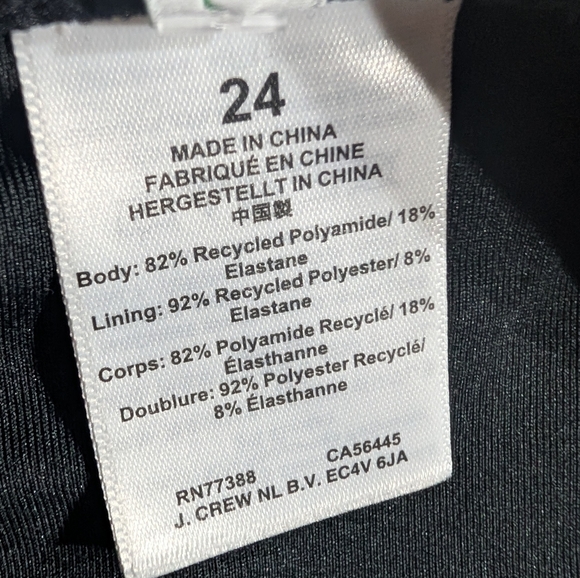 24
MADE IN CHINA
FABRIQUÉ EN CHINE
HERGESTELLT IN CHINA
中国製
Body: 82% Recycled Polyamide/ 18%
Elastane
Lining: 92% Recycled Polyester/ 8%
Elastane
Corps: 82% Polyamide Recyclé/ 18%
Élasthanne
Doublure: 92% Polyester Recyclé/
8% Élasthanne
RN77388 CA56445
J. CREW NL B.V. EC4V 6JA